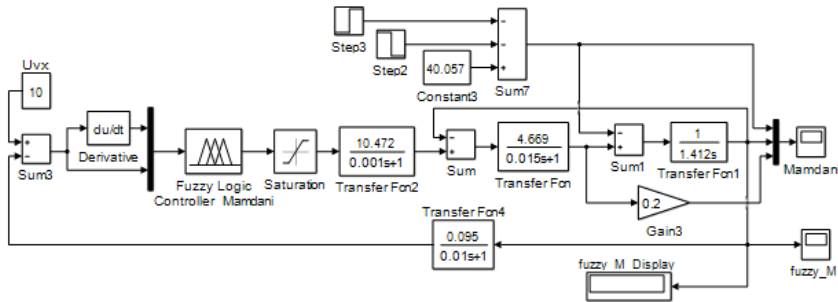 Step3
Step2
40.057
Constant3
Sum7
Uvx
10
Sum3
du/dt
Derivative
Fuzzy Logic
Controller Mamdani
Saturation
10.472
0.001s+1
Transfer Fcn2
Sum
4.669
0.015s+1
Transfer Fcn
Sum1
1
1.412s
Transfer Fcn1
0.2
Gain3
Mamdan
Transfer Fcn4
0.095
0.01s+1
fuzzy_M_Display
fuzzy_M